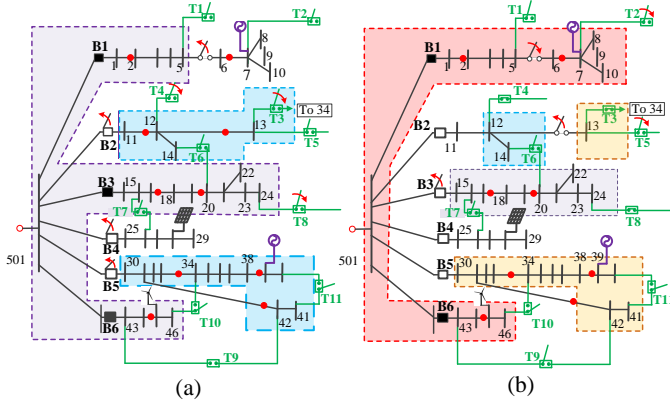 T1
T2
B1
1
2
5
6
7
8
9
10
T4
T3
To 34
B2
11
12
13
14
T6
T5
22
B3
15
18
20
23
24
T7
T8
B4
25
29
501
B5
30
34
38
T11
42
41
B6
43
46
T10
T9
(a)
T1
T2
B1
1
2
5
6
7
8
9
10
T4
T3
To 34
B2
11
12
13
14
T6
T5
22
B3
15
18
20
23
24
T7
T8
B4
25
29
501
B5
30
34
38
39
42
41
B6
43
46
T10
T9
(b)